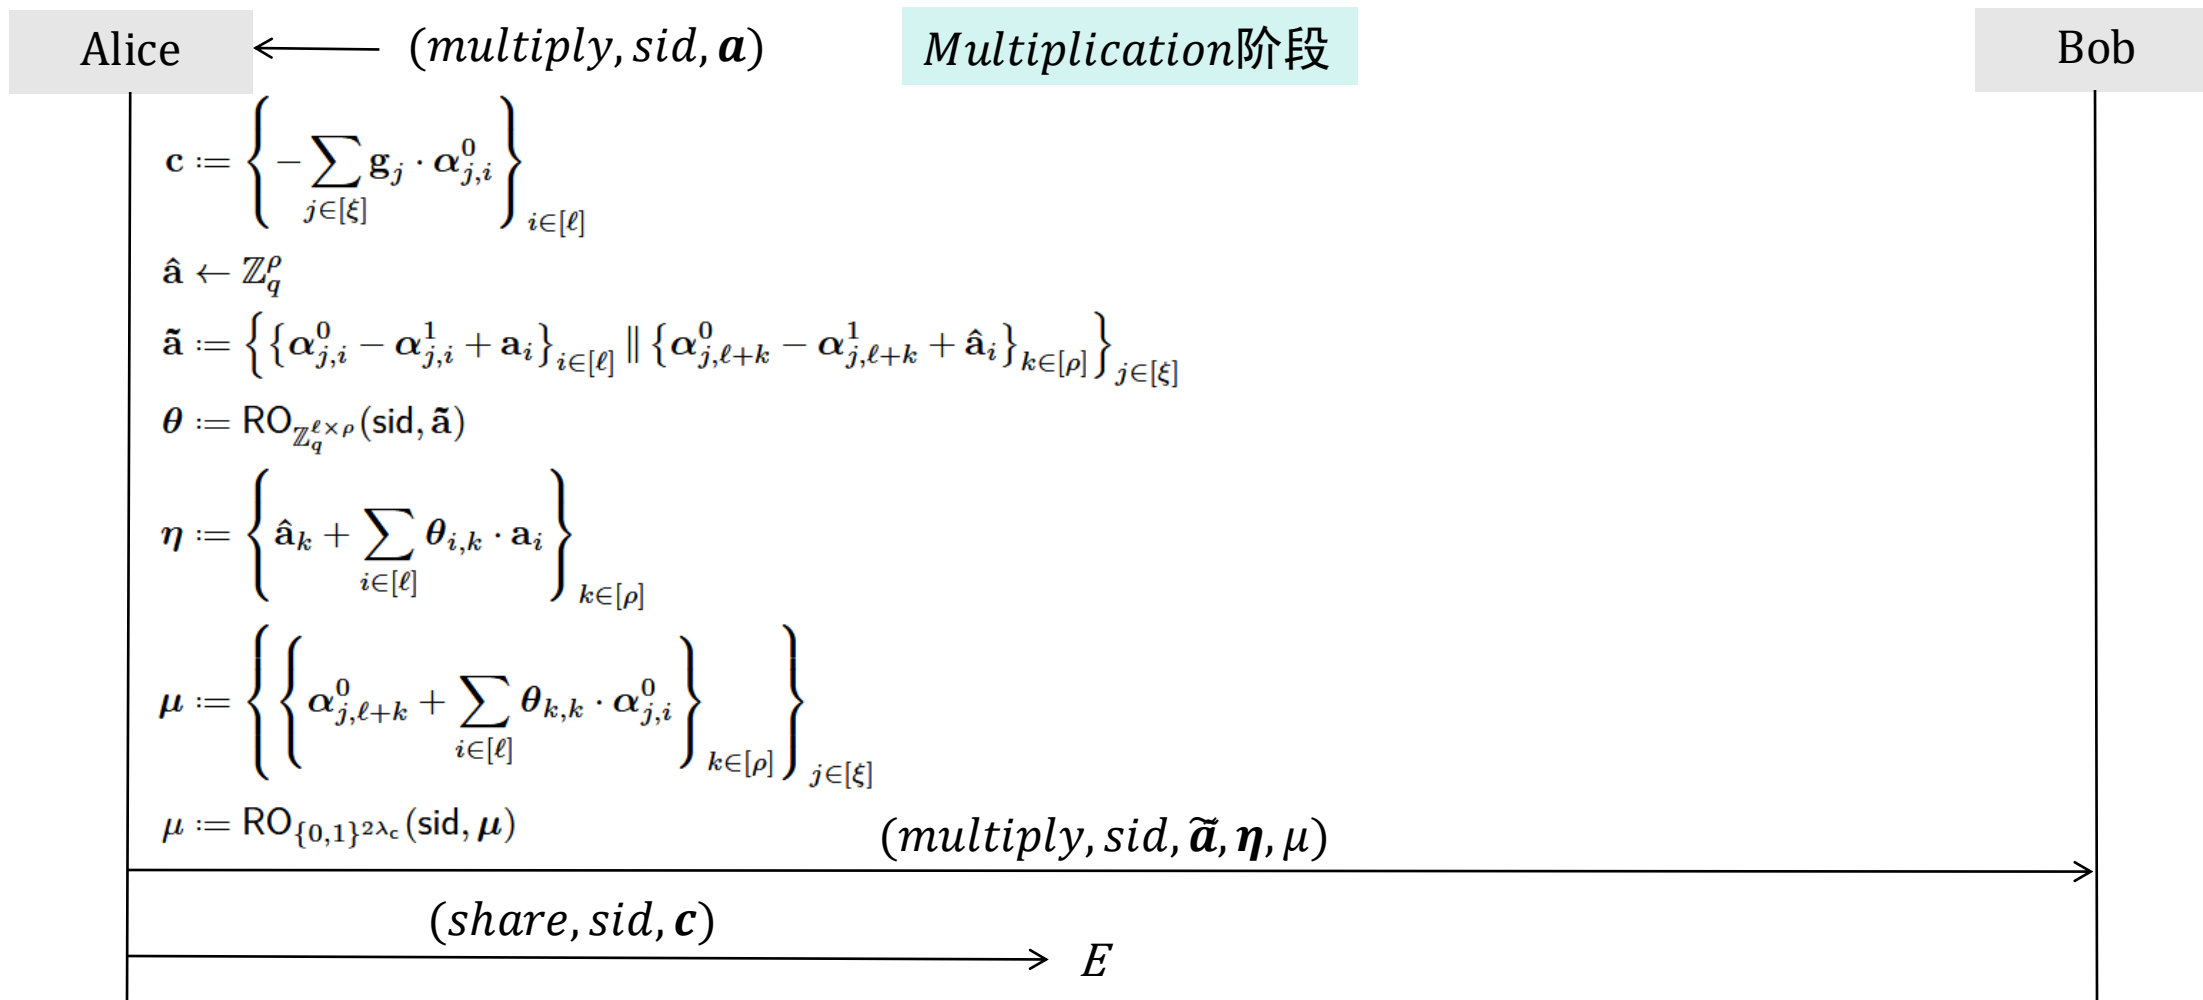 Alice (multiply, sid, 𝒂) Multiplication阶段 Bob
𝐜 := { −∑_{j∈[ξ]} 𝐠_j · 𝜶^0_{j,i} }_{i∈[ℓ]}
𝐚̂ ← ℤ_q^ρ
𝐚̃ := { {𝜶^0_{j,i} − 𝜶^1_{j,i} + 𝐚_i}_{i∈[ℓ]} ∥ {𝜶^0_{j,ℓ+k} − 𝜶^1_{j,ℓ+k} + 𝐚̂_i}_{k∈[ρ]} }_{j∈[ξ]}
𝜽 := RO_{ℤ_q^{ℓ×ρ}}(sid, 𝐚̃)
𝜼 := { 𝐚̂_k + ∑_{i∈[ℓ]} 𝜽_{i,k} · 𝐚_i }_{k∈[ρ]}
𝝁 := { { 𝜶^0_{j,ℓ+k} + ∑_{i∈[ℓ]} 𝜽_{k,k} · 𝜶^0_{j,i} }_{k∈[ρ]} }_{j∈[ξ]}
μ := RO_{{0,1}^{2λ_c}}(sid, 𝝁)
(multiply, sid, 𝒂̃, 𝜼, μ)
(share, sid, 𝒄)
E